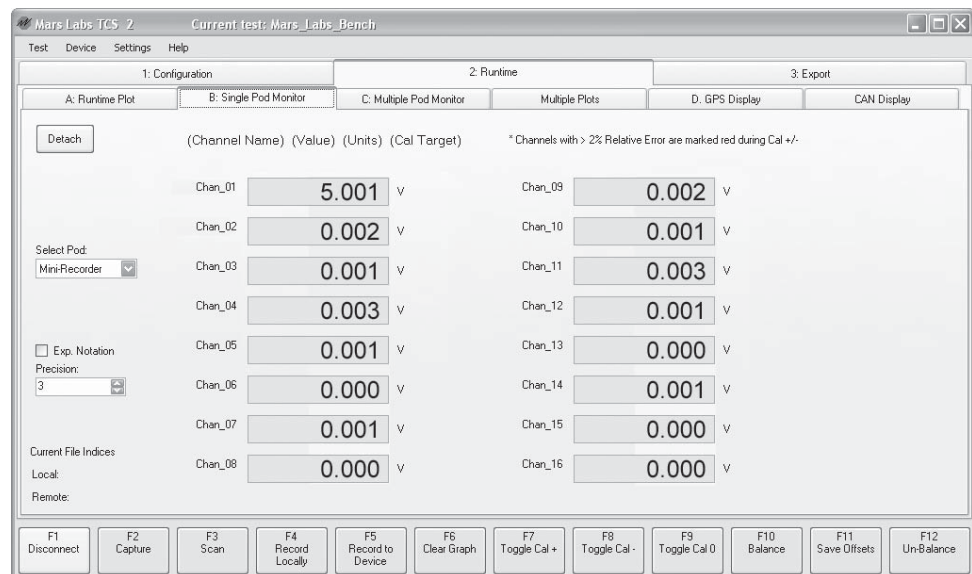 Mars Labs TCS 2 Current test: Mars_Labs_Bench
Test Device Settings Help
1: Configuration 2: Runtime 3: Export
A: Runtime Plot B: Single Pod Monitor C: Multiple Pod Monitor Multiple Plots D. GPS Display CAN Display
Detach (Channel Name) (Value) (Units) (Cal Target) * Channels with > 2% Relative Error are marked red during Cal +/-
Chan_01 5.001 V Chan_09 0.002 V
Chan_02 0.002 V Chan_10 0.001 V
Select Pod:
Mini-Recorder Chan_03 0.001 V Chan_11 0.003 V
Chan_04 0.003 V Chan_12 0.001 V
Exp. Notation Chan_05 0.001 V Chan_13 0.000 V
Precision:
3 Chan_06 0.000 V Chan_14 0.001 V
Chan_07 0.001 V Chan_15 0.000 V
Current File Indices
Local: Chan_08 0.000 V Chan_16 0.000 V
Remote:
F1 F2 F3 F4 F5 F6 F7 F8 F9 F10 F11 F12
Disconnect Capture Scan Record Locally Record to Device Clear Graph Toggle Cal + Toggle Cal - Toggle Cal 0 Balance Save Offsets Un-Balance